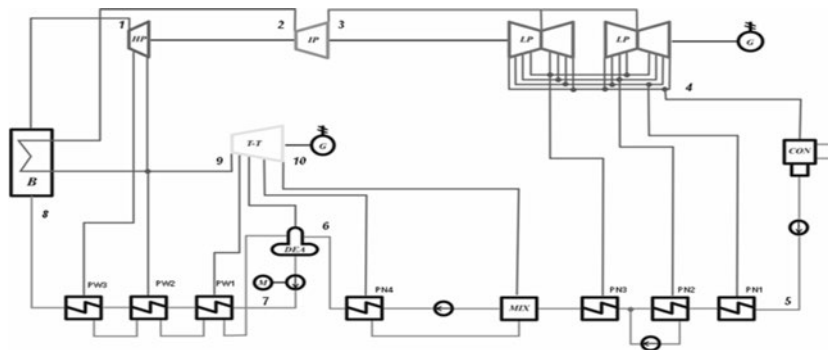 1
2
3
HP
IP
LP
LP
G
4
T-T
G
9
10
CON
B
8
6
DEA
PW3
PW2
PW1
M
7
PN4
MIX
PN3
PN2
PN1
5